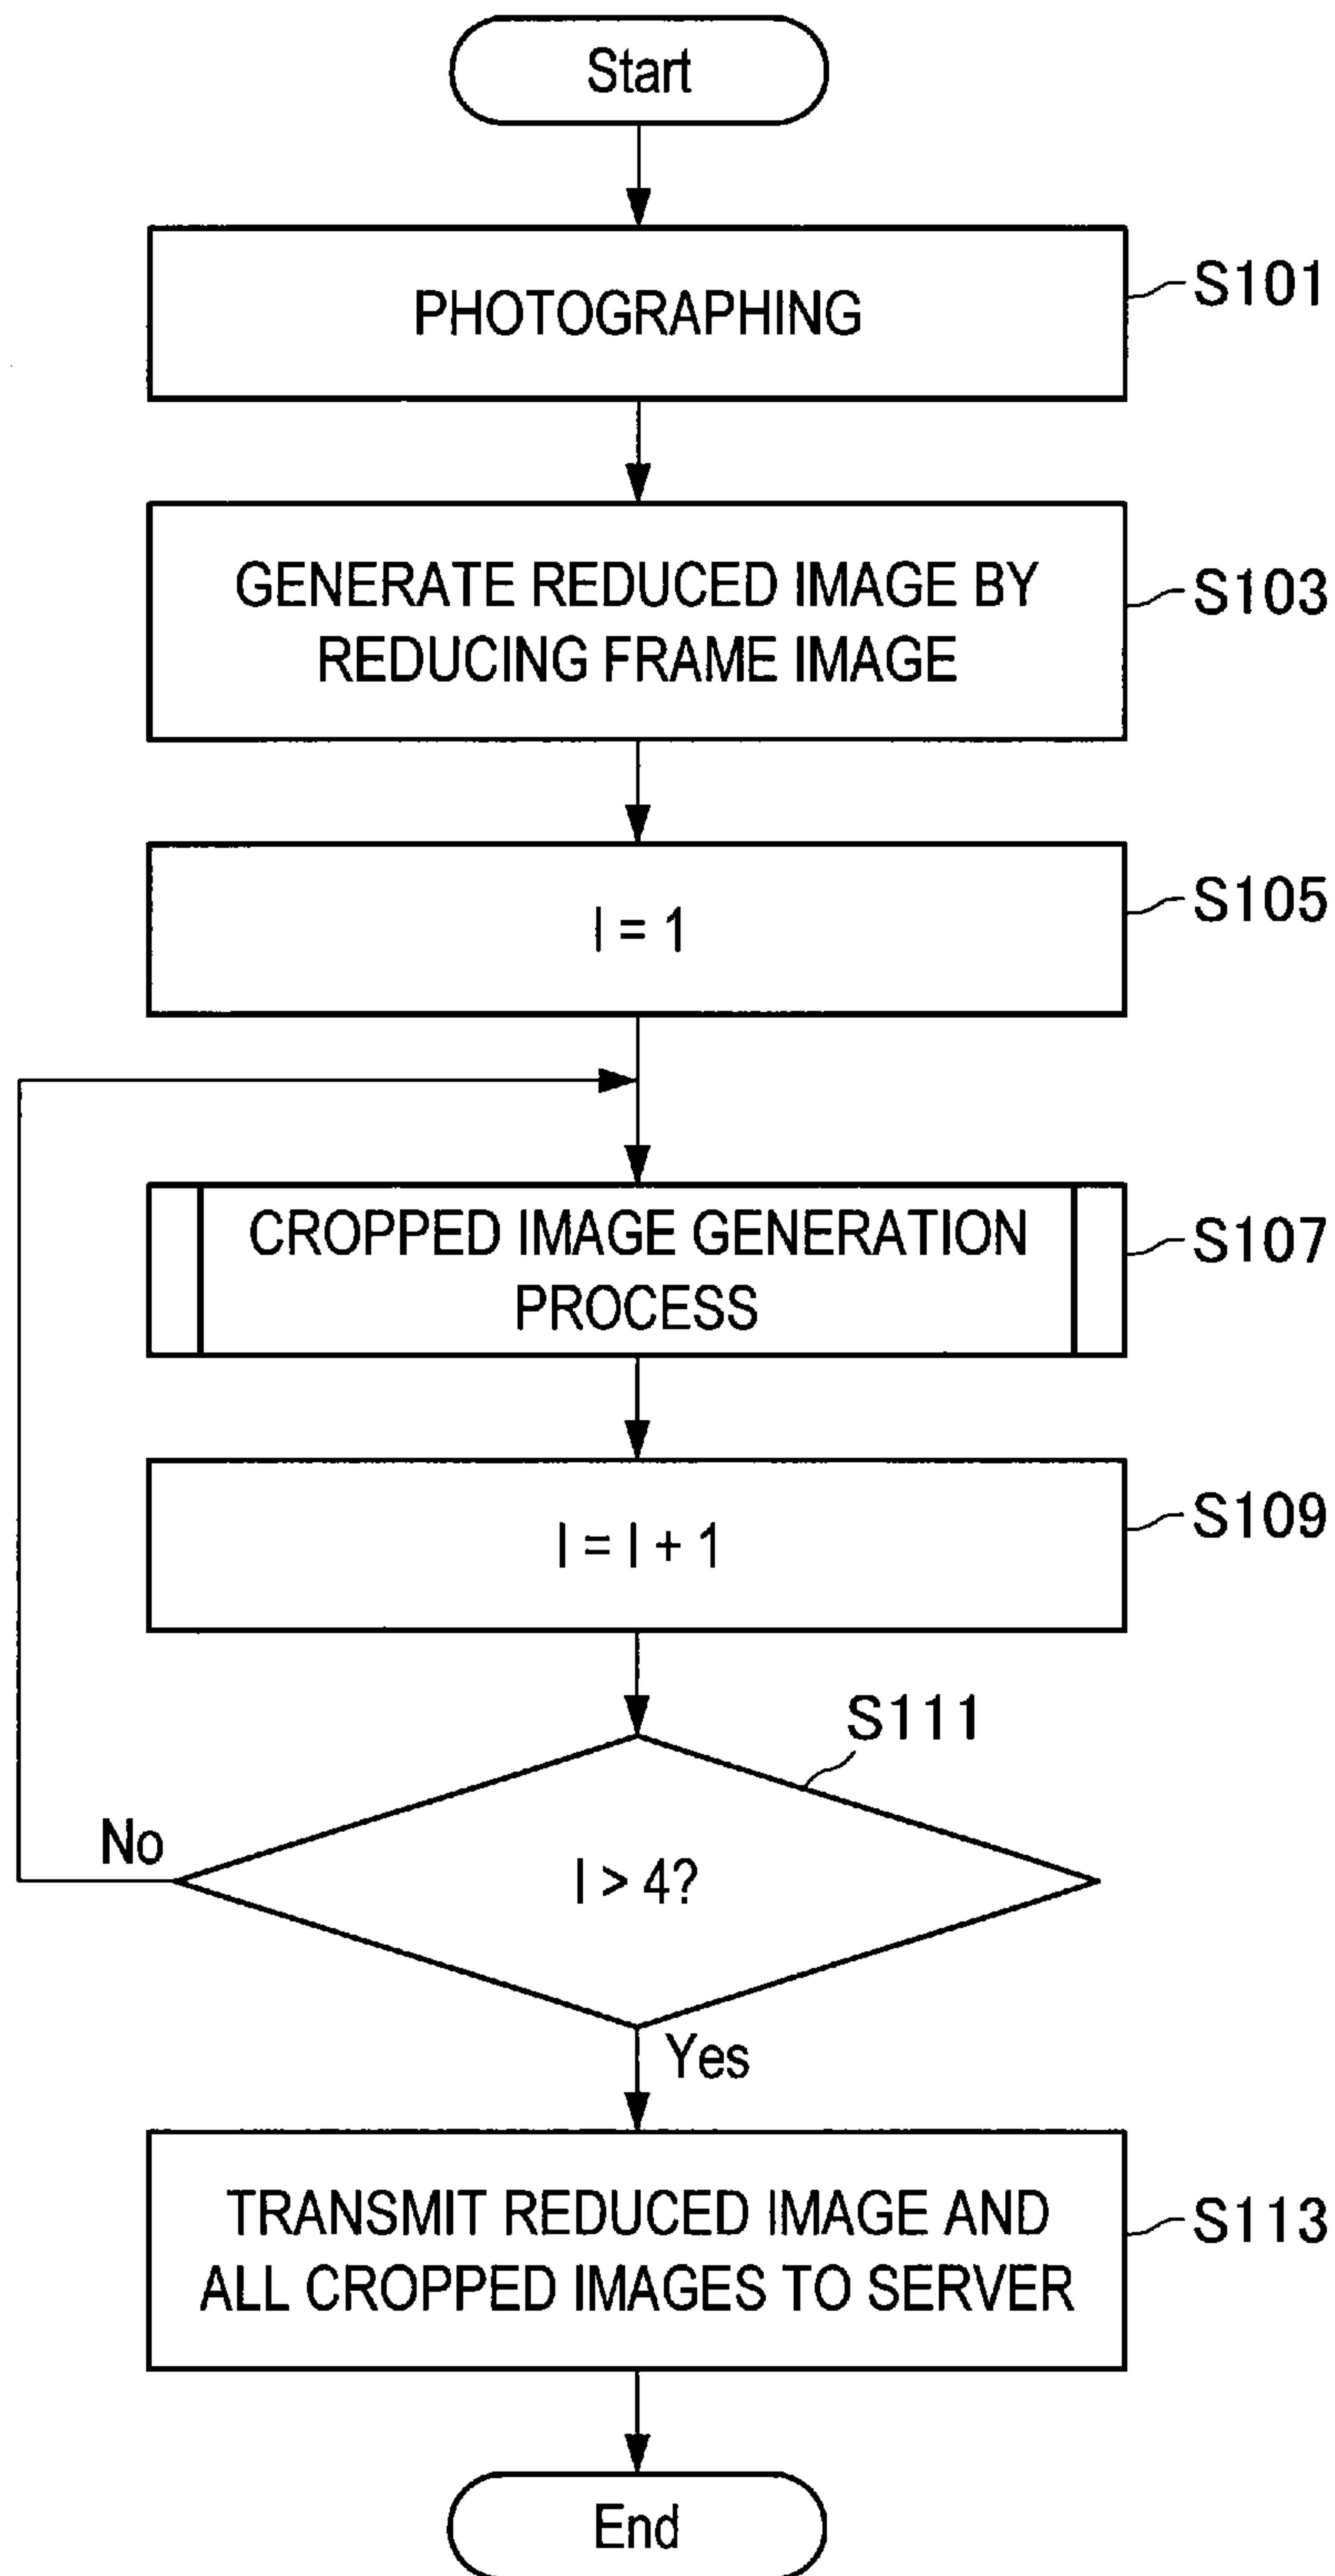 Start
PHOTOGRAPHING
S101
GENERATE REDUCED IMAGE BY
REDUCING FRAME IMAGE
S103
I = 1
S105
CROPPED IMAGE GENERATION
PROCESS
S107
I = I + 1
S109
S111
No
I > 4?
Yes
TRANSMIT REDUCED IMAGE AND
ALL CROPPED IMAGES TO SERVER
S113
End